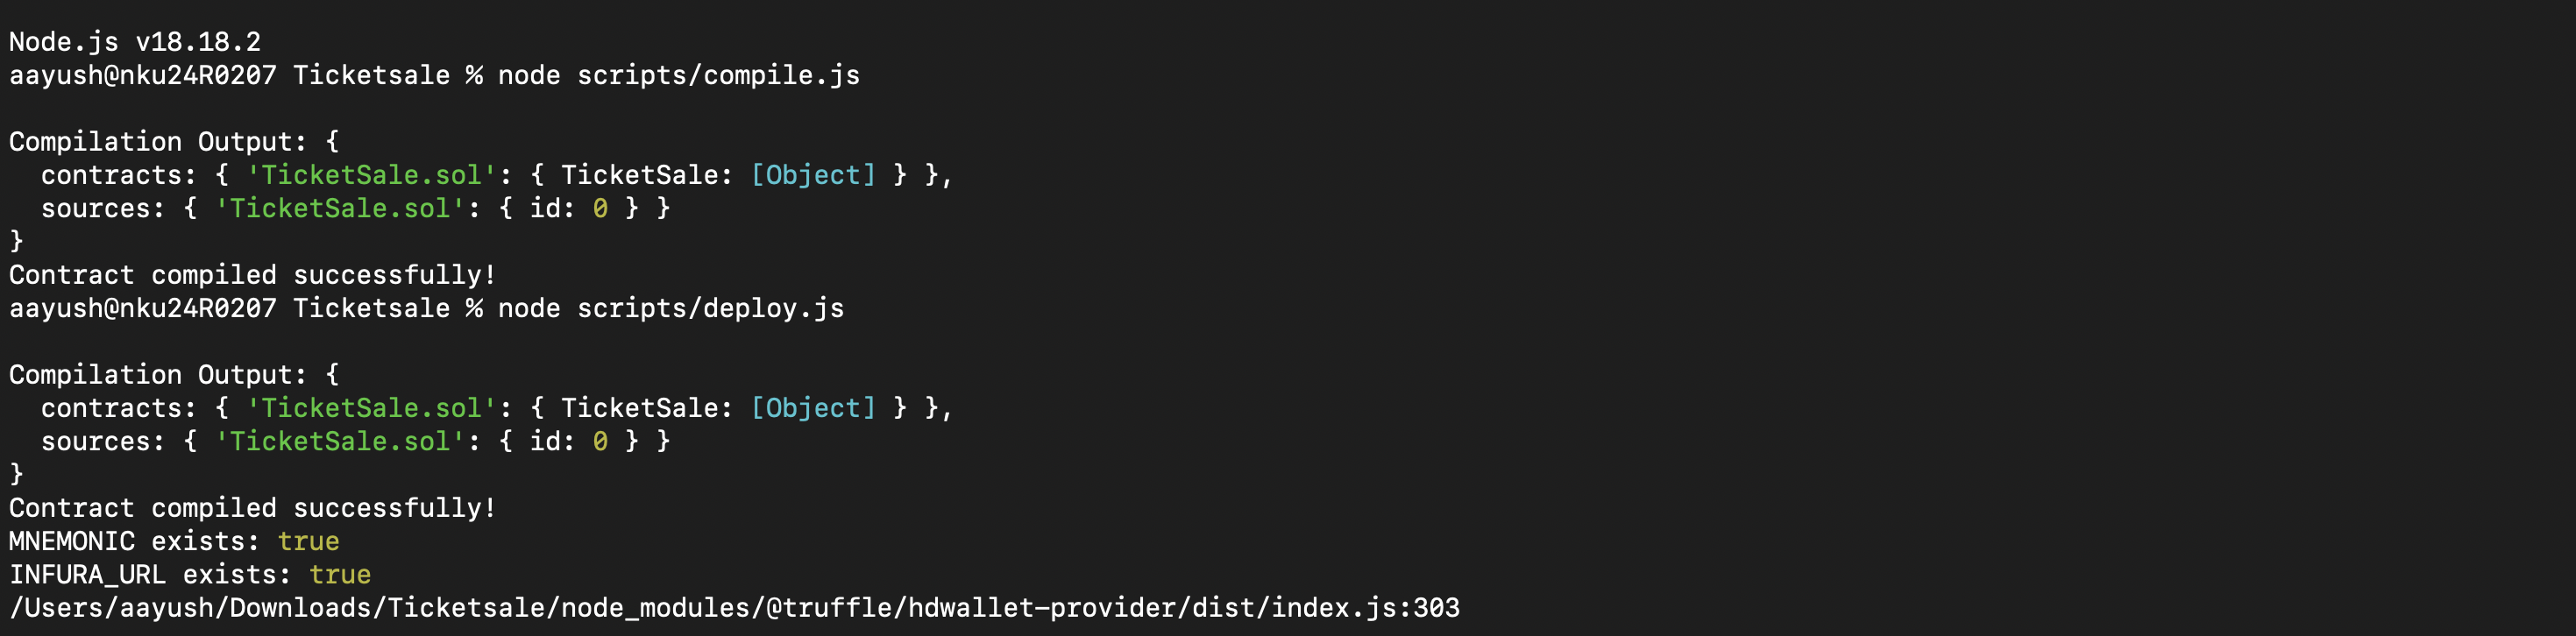 Node.js v18.18.2
aayush@nku24R0207 Ticketsale % node scripts/compile.js
Compilation Output: {
  contracts: { 'TicketSale.sol': { TicketSale: [Object] } },
  sources: { 'TicketSale.sol': { id: 0 } }
}
Contract compiled successfully!
aayush@nku24R0207 Ticketsale % node scripts/deploy.js
Compilation Output: {
  contracts: { 'TicketSale.sol': { TicketSale: [Object] } },
  sources: { 'TicketSale.sol': { id: 0 } }
}
Contract compiled successfully!
MNEMONIC exists: true
INFURA_URL exists: true
/Users/aayush/Downloads/Ticketsale/node_modules/@truffle/hdwallet-provider/dist/index.js:303